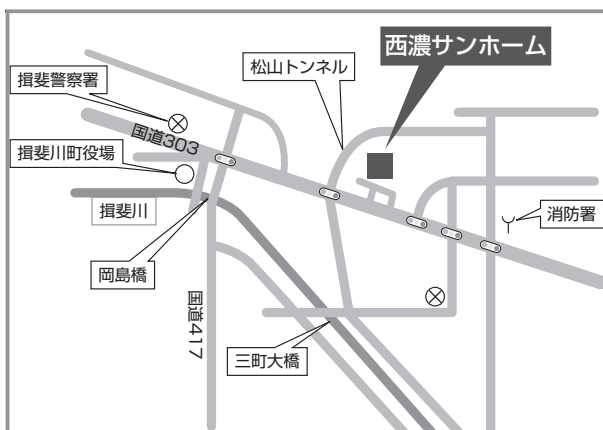 西濃サンホーム
松山トンネル
揖斐警察署
国道303
揖斐川町役場
揖斐川
消防署
岡島橋
国道417
三町大橋